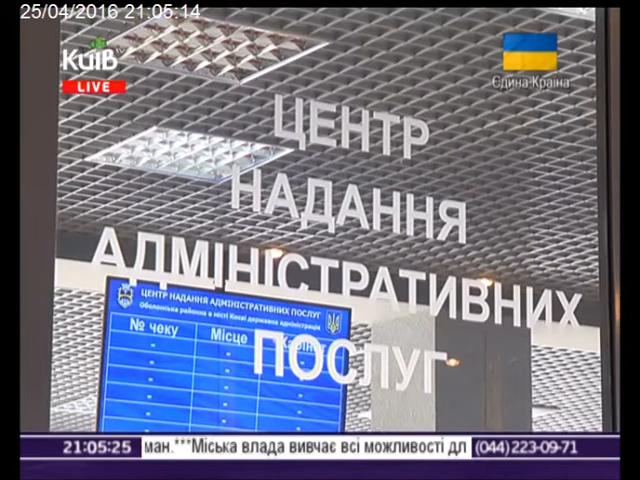 25/04/2016 21:05:14
КиїВ
LIVE
Єдина Країна
ЦЕНТР
НАДАННЯ
АДМІНІСТРАТИВНИХ
ПОСЛУГ
ЦЕНТР НАДАННЯ АДМІНІСТРАТИВНИХ ПОСЛУГ
Оболонська районна в місті Києві державна адміністрація
№ чеку Місце Кабінет
21:05:25 ман.***Міська влада вивчає всі можливості дл (044) 223-09-71